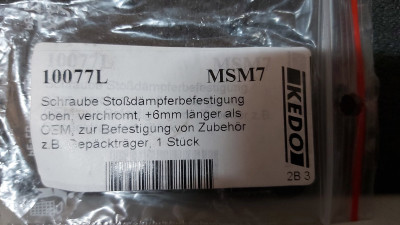 10077L MSM7
Schraube Stoßdämpferbefestigung
oben, verchromt, +6mm länger als
OEM, zur Befestigung von Zubehör
z.B. Gepäckträger, 1 Stück
KEDO
2B 3